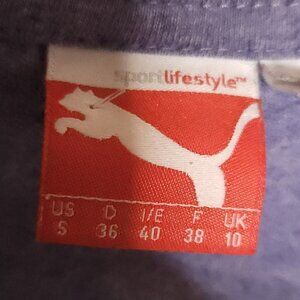 sportlifestyle™
US D I/E F UK
S 36 40 38 10